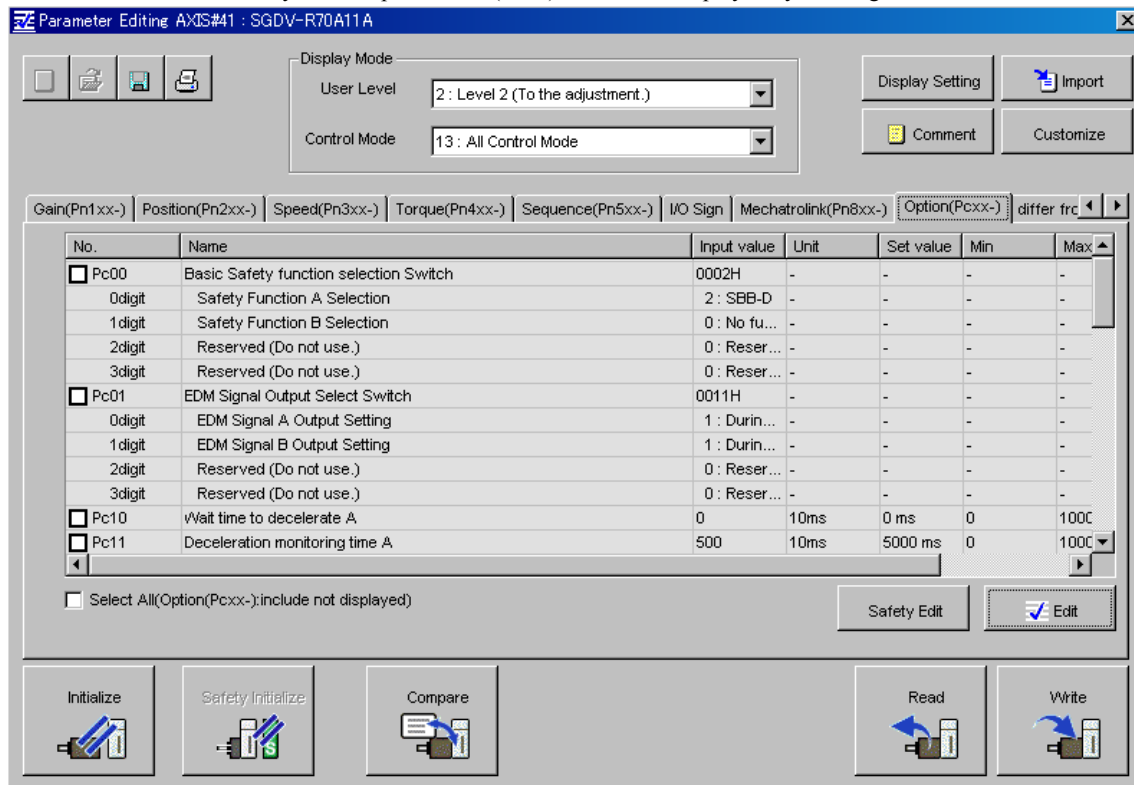 Parameter Editing AXIS#41 : SGDV-R70A11A
Display Mode
User Level 2 : Level 2 (To the adjustment.)
Control Mode 13 : All Control Mode
Display Setting Import
Comment Customize
Gain(Pn1xx-) Position(Pn2xx-) Speed(Pn3xx-) Torque(Pn4xx-) Sequence(Pn5xx-) I/O Sign Mechatrolink(Pn8xx-) Option(Pcxx-) differ frc
No. Name Input value Unit Set value Min Max
Pc00 Basic Safety function selection Switch 0002H - - - -
0digit Safety Function A Selection 2 : SBB-D - - - -
1digit Safety Function B Selection 0 : No fu... - - - -
2digit Reserved (Do not use.) 0 : Reser... - - - -
3digit Reserved (Do not use.) 0 : Reser... - - - -
Pc01 EDM Signal Output Select Switch 0011H - - - -
0digit EDM Signal A Output Setting 1 : Durin... - - - -
1digit EDM Signal B Output Setting 1 : Durin... - - - -
2digit Reserved (Do not use.) 0 : Reser... - - - -
3digit Reserved (Do not use.) 0 : Reser... - - - -
Pc10 Wait time to decelerate A 0 10ms 0 ms 0 1000
Pc11 Deceleration monitoring time A 500 10ms 5000 ms 0 1000
Select All(Option(Pcxx-):include not displayed)
Safety Edit Edit
Initialize Safety Initialize Compare Read Write
S